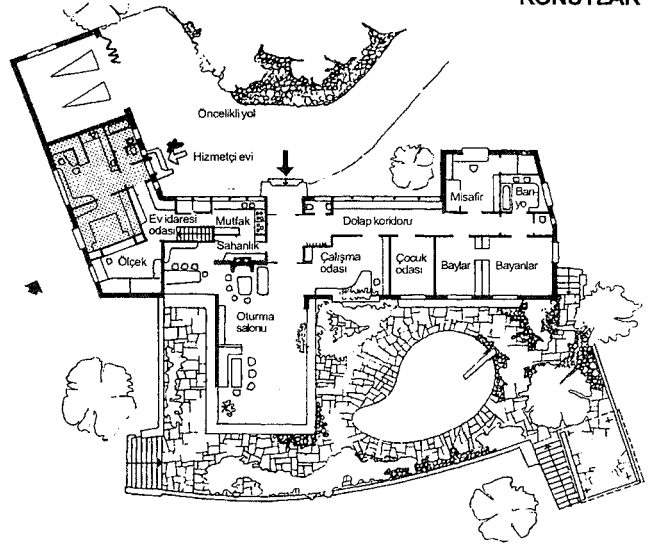 KONUTLAR
Öncelikli yol
Hizmetçi evi
Misafir
Ban-
yo
Ev idaresi
odası
Mutfak
Dolap koridoru
Sahanlık
Ölçek
Çalışma
odası
Çocuk
odası
Baylar
Bayanlar
Oturma
salonu